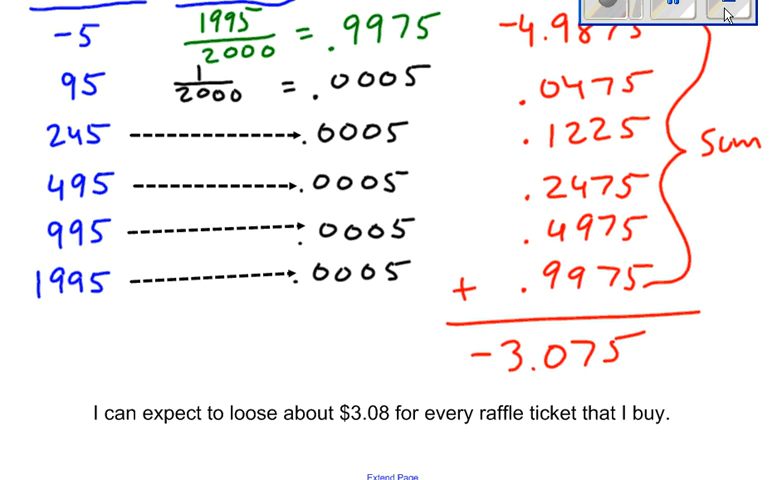 -5 1995/2000 = .9975 -4.9875
95 1/2000 = .0005 .0475
245 .0005 .1225
495 .0005 .2475
995 .0005 .4975
1995 .0005 + .9975
Sum
-3.075
I can expect to loose about $3.08 for every raffle ticket that I buy.
Extend Page